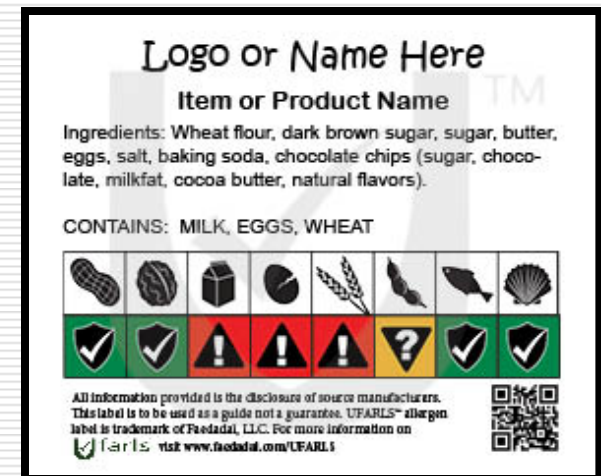 Logo or Name Here
TM
Item or Product Name
Ingredients: Wheat flour, dark brown sugar, sugar, butter,
eggs, salt, baking soda, chocolate chips (sugar, choco-
late, milkfat, cocoa butter, natural flavors).
CONTAINS: MILK, EGGS, WHEAT
All information provided is the disclosure of source manufacturers.
This label is to be used as a guide not a guarantee. UFARLS™ allergen
label is trademark of Faedadal, LLC. For more information on
Ufarls visit www.faedadal.com/UFARLS